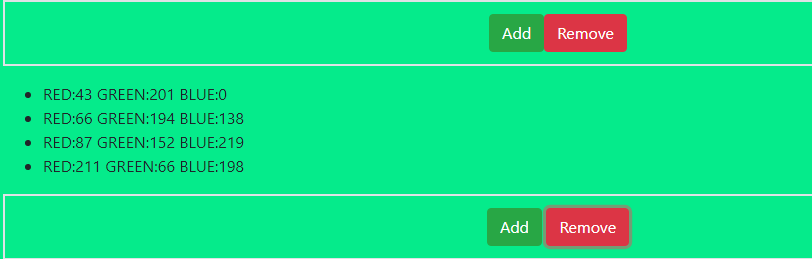 Add Remove
RED:43 GREEN:201 BLUE:0
RED:66 GREEN:194 BLUE:138
RED:87 GREEN:152 BLUE:219
RED:211 GREEN:66 BLUE:198
Add Remove